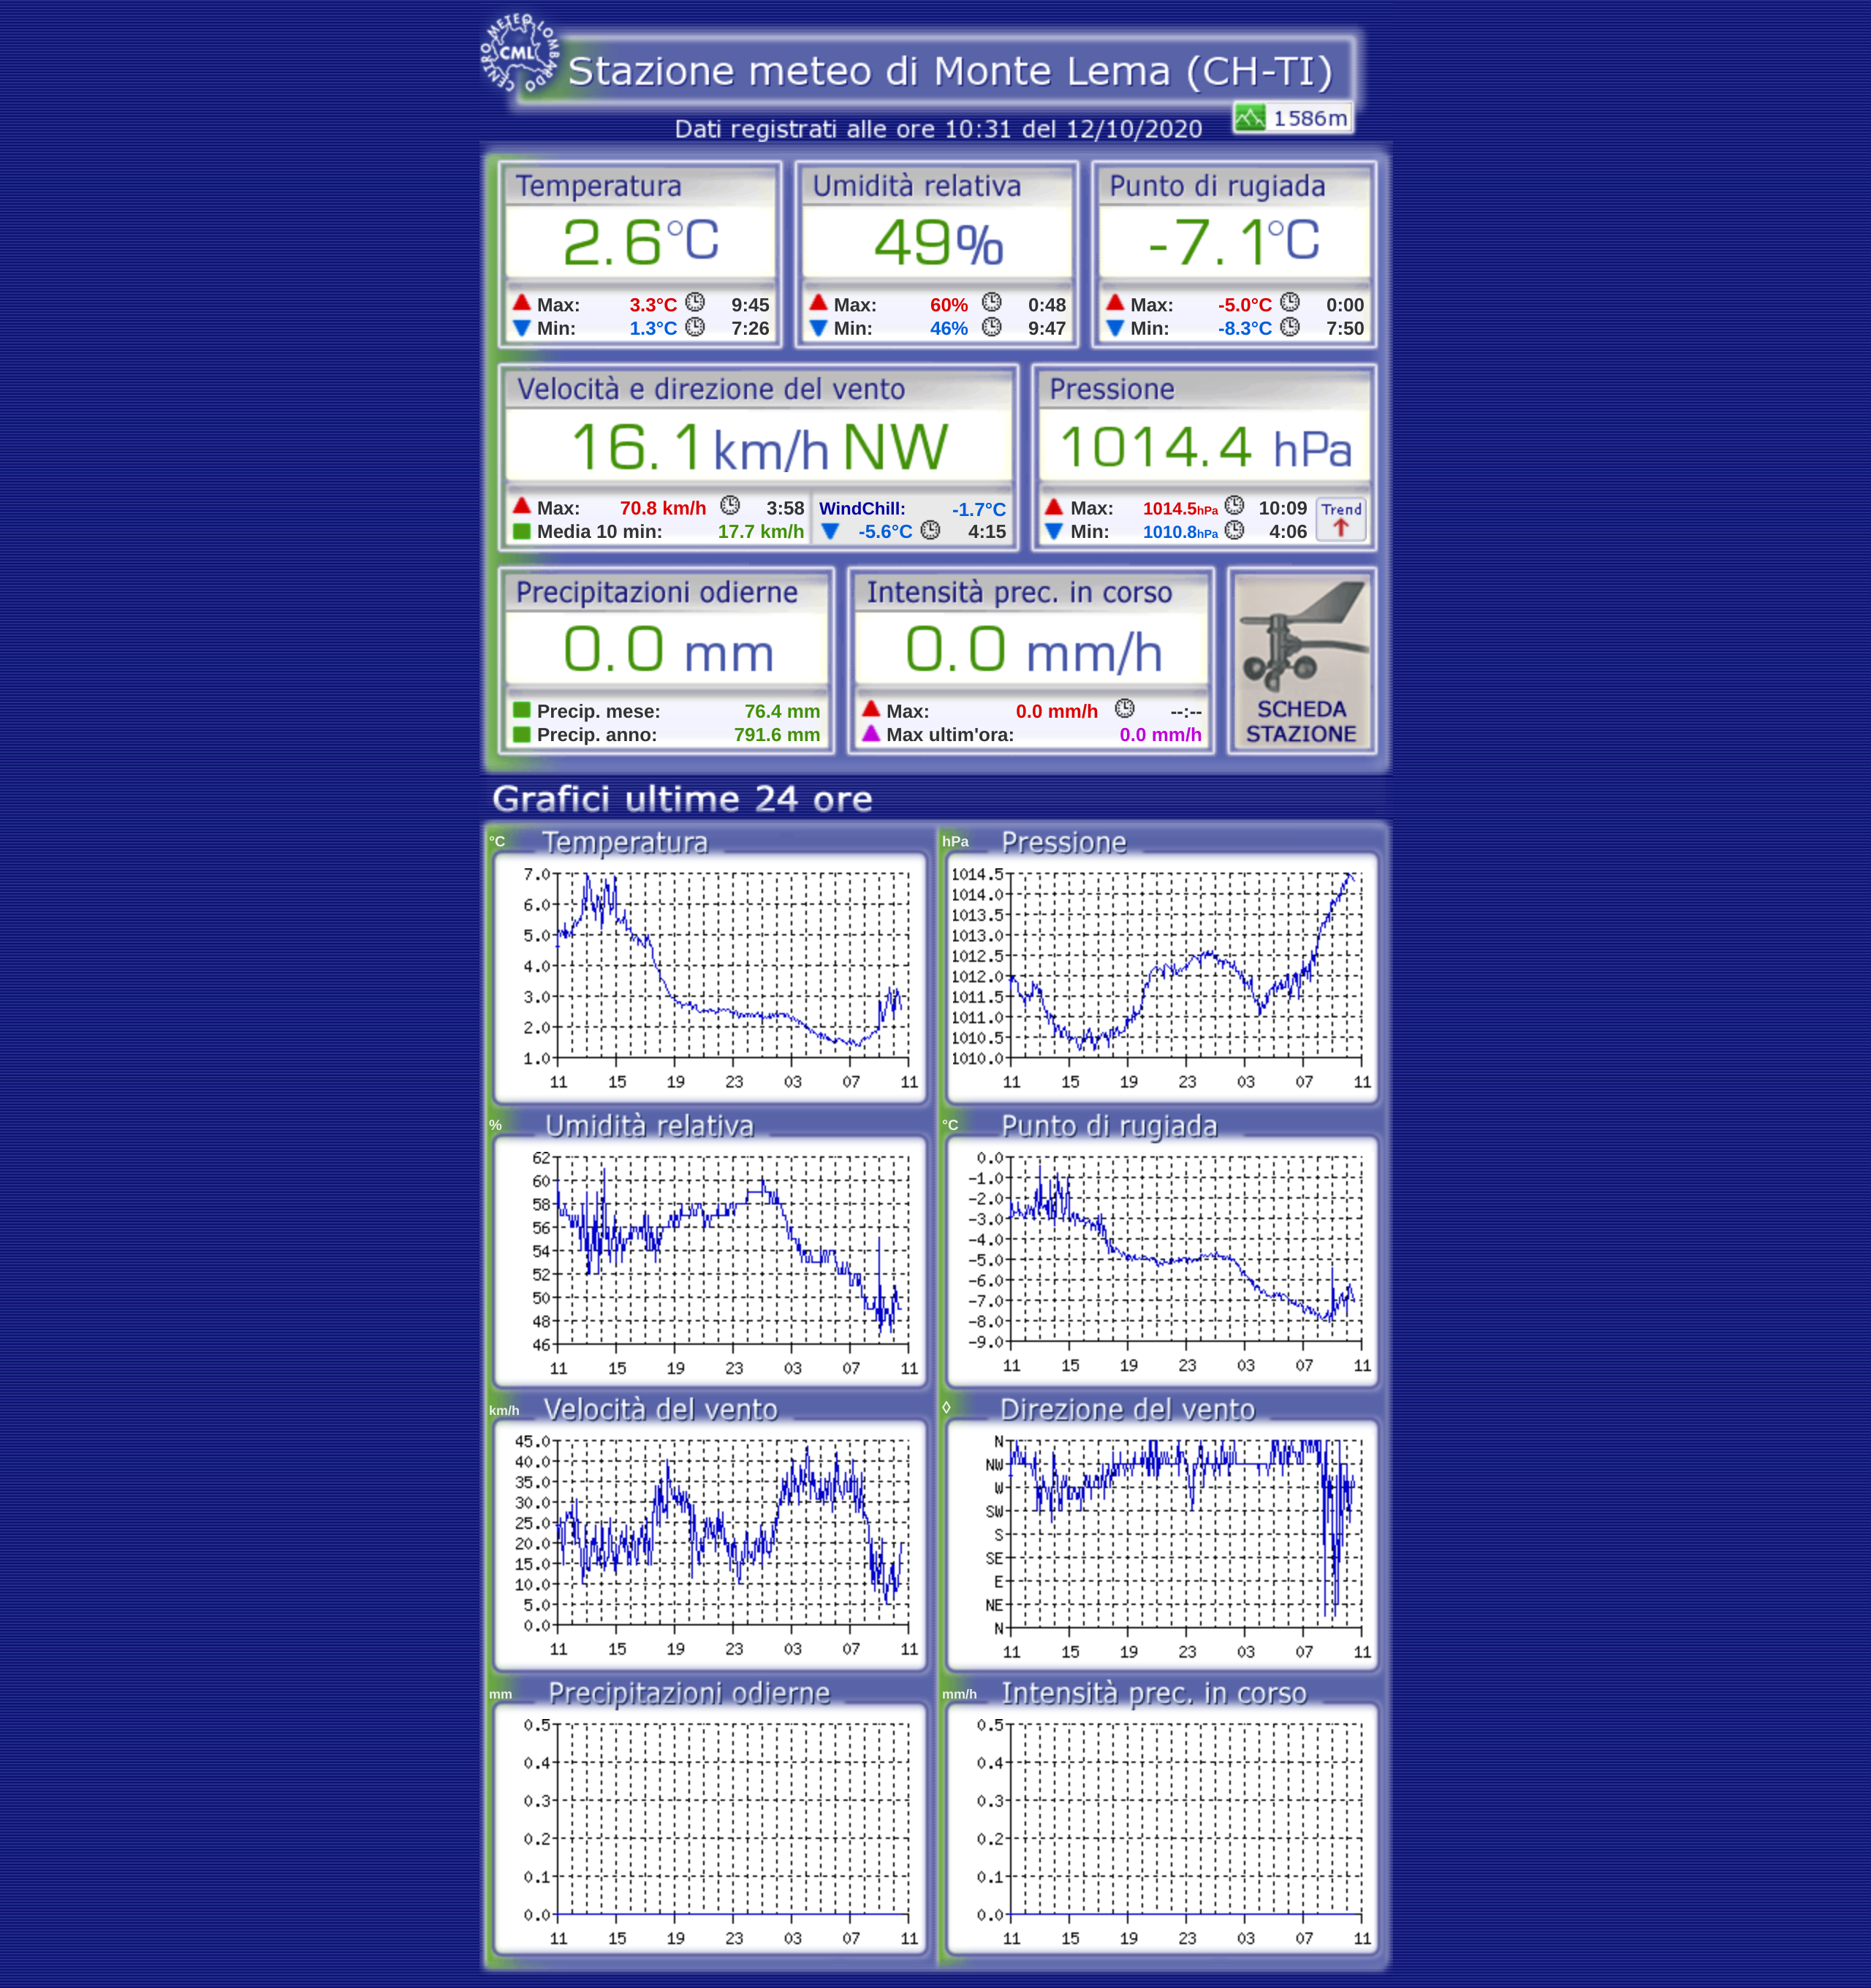 CENTRO METEO LOMBARDO
CML
Stazione meteo di Monte Lema (CH-TI)
1586m
Dati registrati alle ore 10:31 del 12/10/2020
Temperatura
2.6°C
Max: 3.3°C 9:45
Min: 1.3°C 7:26
Umidità relativa
49%
Max: 60% 0:48
Min: 46% 9:47
Punto di rugiada
-7.1°C
Max: -5.0°C 0:00
Min: -8.3°C 7:50
Velocità e direzione del vento
16.1 km/h NW
Max: 70.8 km/h 3:58
Media 10 min: 17.7 km/h
WindChill: -1.7°C
-5.6°C 4:15
Pressione
1014.4 hPa
Max: 1014.5hPa 10:09
Min: 1010.8hPa 4:06
Trend
Precipitazioni odierne
0.0 mm
Precip. mese: 76.4 mm
Precip. anno: 791.6 mm
Intensità prec. in corso
0.0 mm/h
Max: 0.0 mm/h --:--
Max ultim'ora: 0.0 mm/h
SCHEDA
STAZIONE
Grafici ultime 24 ore
°C Temperatura
7.0
6.0
5.0
4.0
3.0
2.0
1.0
11 15 19 23 03 07 11
hPa Pressione
1014.5
1014.0
1013.5
1013.0
1012.5
1012.0
1011.5
1011.0
1010.5
1010.0
11 15 19 23 03 07 11
% Umidità relativa
62
60
58
56
54
52
50
48
46
11 15 19 23 03 07 11
°C Punto di rugiada
0.0
-1.0
-2.0
-3.0
-4.0
-5.0
-6.0
-7.0
-8.0
-9.0
11 15 19 23 03 07 11
km/h Velocità del vento
45.0
40.0
35.0
30.0
25.0
20.0
15.0
10.0
5.0
0.0
11 15 19 23 03 07 11
◊ Direzione del vento
N
NW
W
SW
S
SE
E
NE
N
11 15 19 23 03 07 11
mm Precipitazioni odierne
0.5
0.4
0.3
0.2
0.1
0.0
11 15 19 23 03 07 11
mm/h Intensità prec. in corso
0.5
0.4
0.3
0.2
0.1
0.0
11 15 19 23 03 07 11